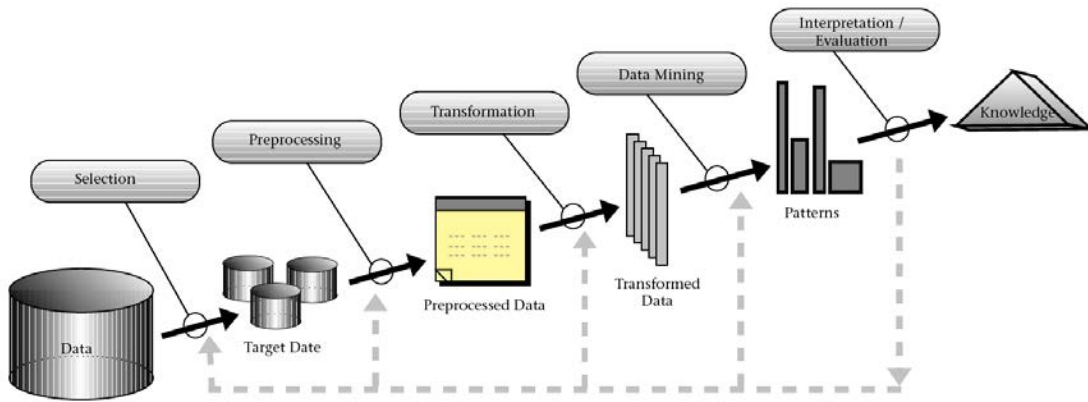 Interpretation /
Evaluation
Data Mining
Transformation
Preprocessing
Selection
Knowledge
Patterns
Transformed
Data
Preprocessed Data
Target Date
Data